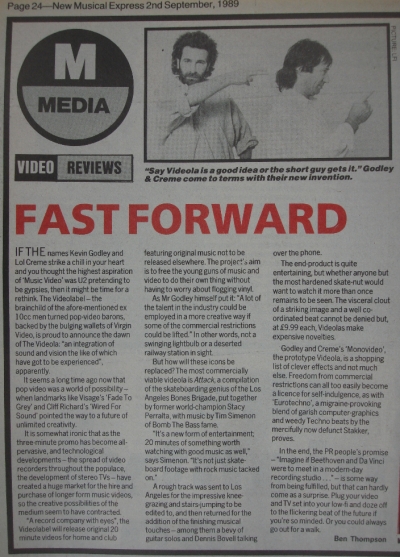 Page 24—New Musical Express 2nd September, 1989
M
MEDIA
VIDEO REVIEWS
"Say Videola is a good idea or the short guy gets it." Godley
& Creme come to terms with their new invention.
FAST FORWARD
IF THE names Kevin Godley and
Lol Creme strike a chill in your heart
and you thought the highest aspiration
of 'Music Video' was U2 pretending to
be gypsies, then it might be time for a
rethink. The Videolabel – the
brainchild of the afore-mentioned ex
10cc men turned pop-video barons,
backed by the bulging wallets of Virgin
Video, is proud to announce the dawn
of The Videola: "an integration of
sound and vision the like of which
have got to be experienced",
apparently.
It seems a long time ago now that
pop video was a world of possibility –
when landmarks like Visage's 'Fade To
Grey' and Cliff Richard's 'Wired For
Sound' pointed the way to a future of
unlimited creativity.
It is somewhat ironic that as the
three-minute promo has become all-
pervasive, and technological
developments – the spread of video
recorders throughout the populace,
the development of stereo TVs – have
created a huge market for the hire and
purchase of longer form music videos,
so the creative possibilities of the
medium seem to have contracted.
"A record company with eyes", the
Videolabel will release original 20
minute videos for home and club
featuring original music not to be
released elsewhere. The project's aim
is to free the young guns of music and
video to do their own thing without
having to worry about flogging vinyl.
As Mr Godley himself put it: "A lot of
the talent in the industry could be
employed in a more creative way if
some of the commercial restrictions
could be lifted." In other words, not a
swinging lightbulb or a deserted
railway station in sight.
But how will these icons be
replaced? The most commercially
viable videola is Attack, a compilation
of the skateboarding genius of the Los
Angeles Bones Brigade, put together
by former world-champion Stacy
Perralta, with music by Tim Simenon
of Bomb The Bass fame.
"It's a new form of entertainment;
20 minutes of something worth
watching with good music as well,"
says Simenon. "It's not just skate-
board footage with rock music tacked
on."
A rough track was sent to Los
Angeles for the impressive knee-
grazing and stairs-jumping to be
edited to, and then returned for the
addition of the finishing musical
touches – among them a bevy of
guitar solos and Dennis Bovell talking
over the phone.
The end-product is quite
entertaining, but whether anyone but
the most hardened skate-nut would
want to watch it more than once
remains to be seen. The visceral clout
of a striking image and a well co-
ordinated beat cannot be denied but,
at £9.99 each, Videolas make
expensive novelties.
Godley and Creme's 'Monovideo',
the prototype Videola, is a shopping
list of clever effects and not much
else. Freedom from commercial
restrictions can all too easily become
a licence for self-indulgence, as with
'Eurotechno', a migraine-provoking
blend of garish computer-graphics
and weedy Techno beats by the
mercifully now defunct Stakker,
proves.
In the end, the PR people's promise
– "Imagine if Beethoven and Da Vinci
were to meet in a modern-day
recording studio . . ." – is some way
from being fulfilled, but that can hardly
come as a surprise. Plug your video
and TV set into your low-fi and doze off
to the flickering beat of the future if
you're so minded. Or you could always
go out for a walk.
Ben Thompson